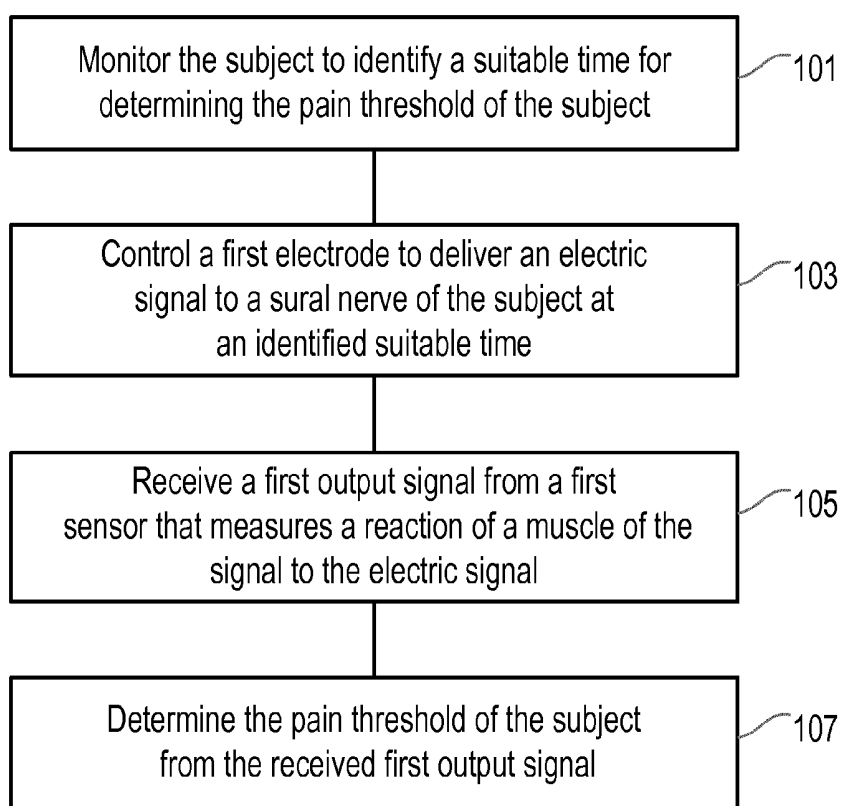 Monitor the subject to identify a suitable time for
determining the pain threshold of the subject
101
Control a first electrode to deliver an electric
signal to a sural nerve of the subject at
an identified suitable time
103
Receive a first output signal from a first
sensor that measures a reaction of a muscle of the
signal to the electric signal
105
Determine the pain threshold of the subject
from the received first output signal
107